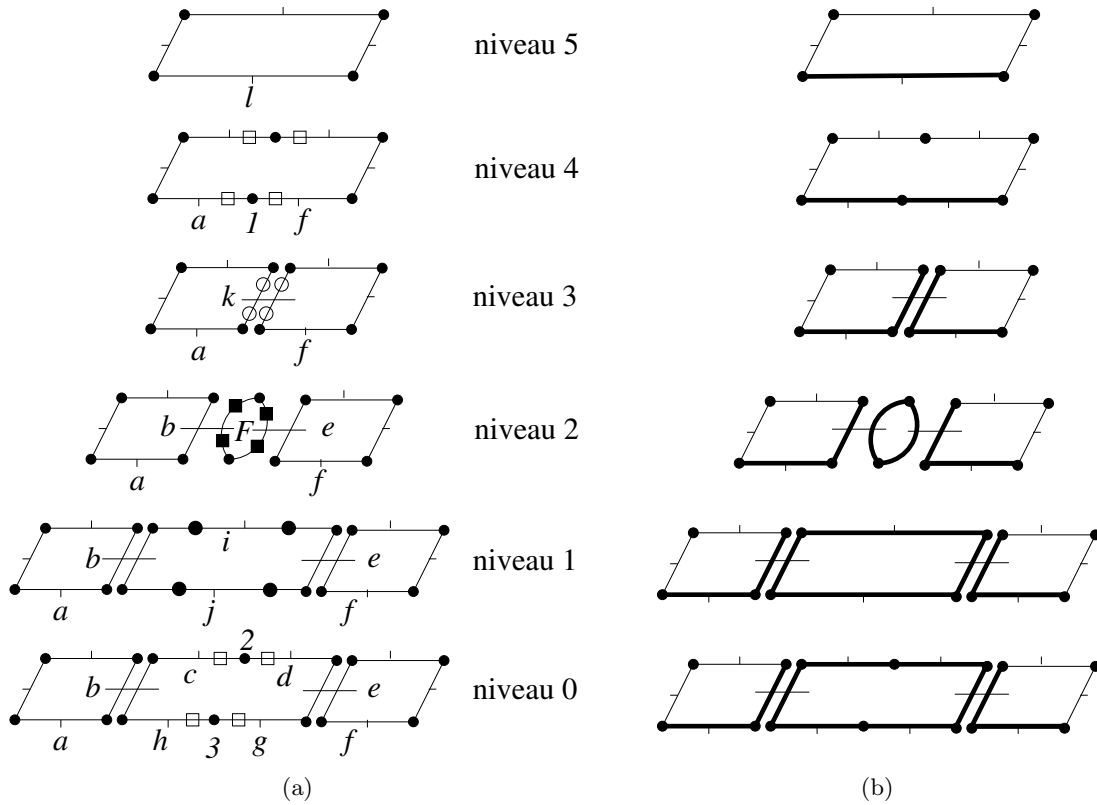 niveau 5
l
niveau 4
a 1 f
niveau 3
k
a f
niveau 2
b F e
a f
niveau 1
b i e
a j f
2
niveau 0
b c d e
a h 3 g f
(a) (b)